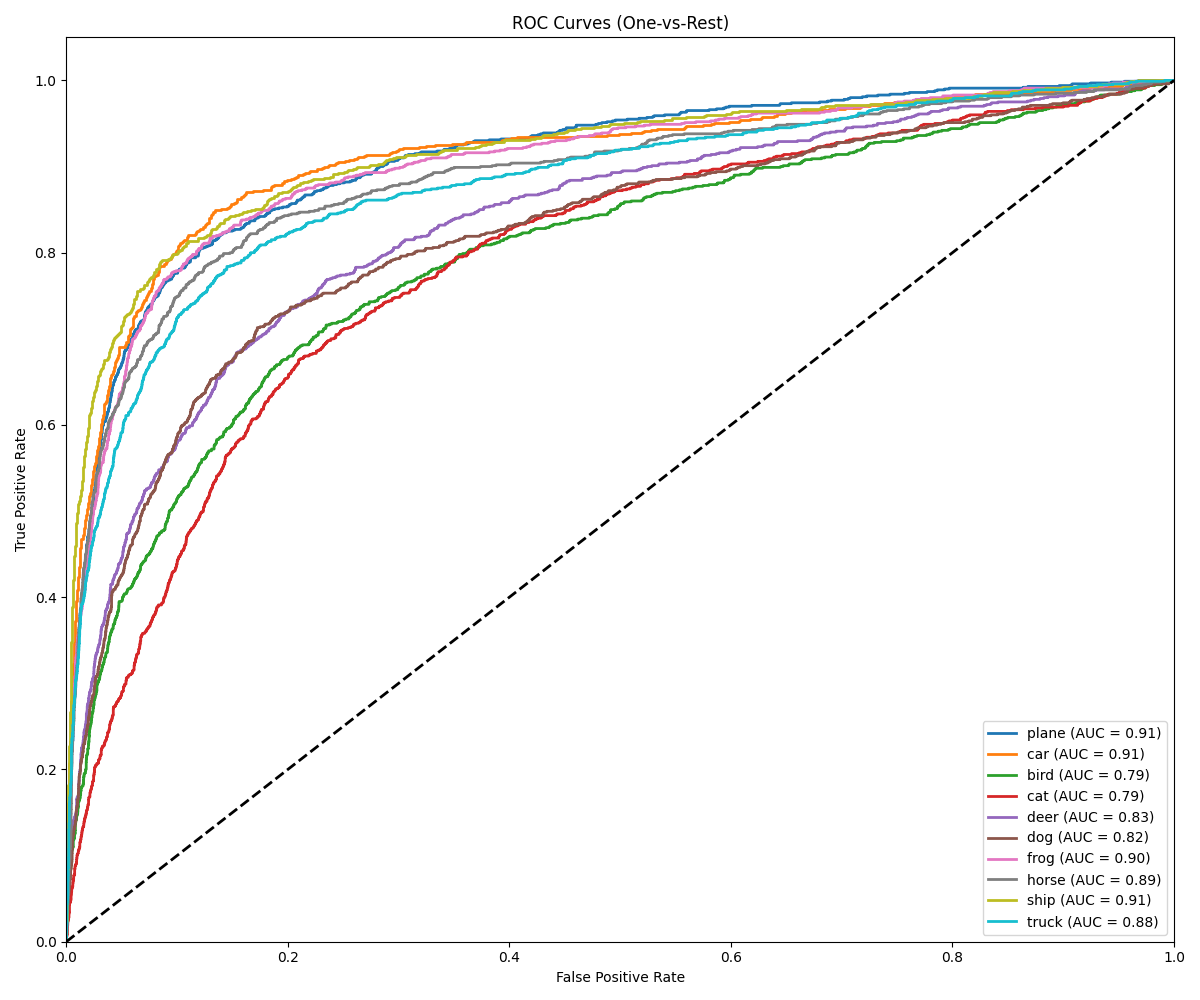 ROC Curves (One-vs-Rest)
True Positive Rate
1.0
0.8
0.6
0.4
0.2
0.0
plane (AUC = 0.91)
car (AUC = 0.91)
bird (AUC = 0.79)
cat (AUC = 0.79)
deer (AUC = 0.83)
dog (AUC = 0.82)
frog (AUC = 0.90)
horse (AUC = 0.89)
ship (AUC = 0.91)
truck (AUC = 0.88)
0.0 0.2 0.4 0.6 0.8 1.0
False Positive Rate